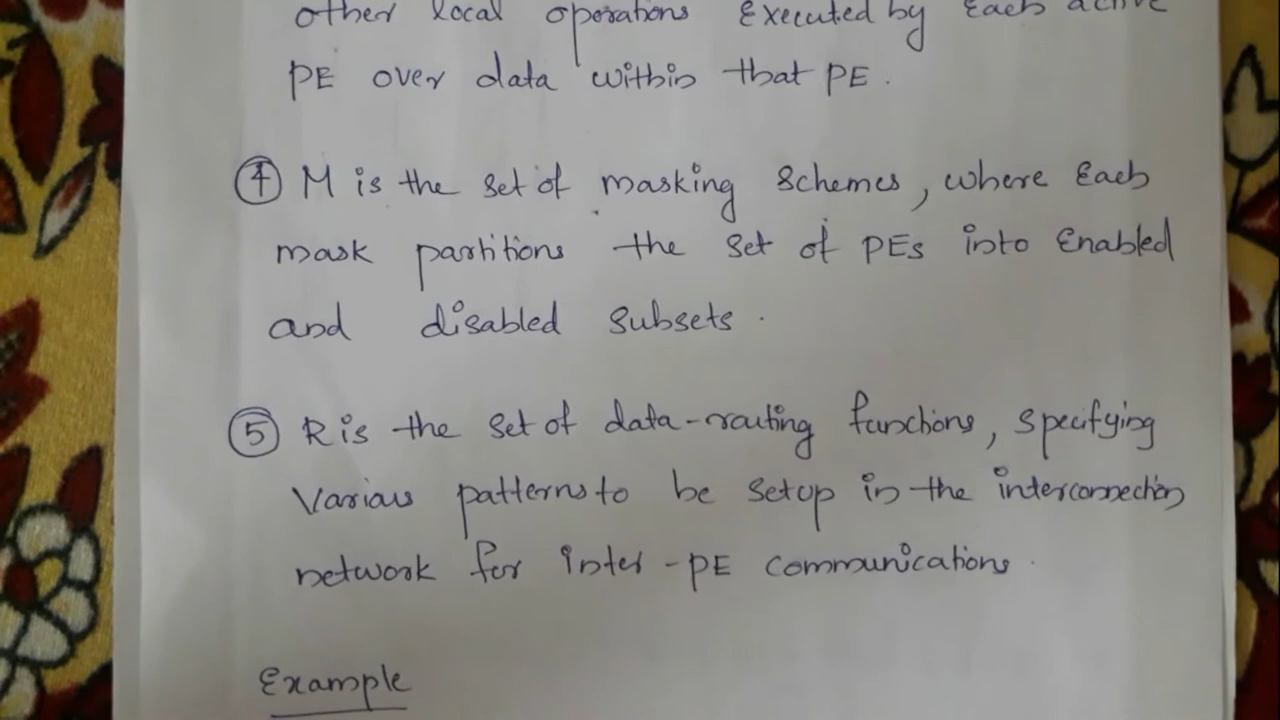 other local operations executed by each active
PE over data within that PE.
④ M is the set of masking schemes, where Each
mask partitions the set of PEs into Enabled
and disabled subsets.
⑤ R is the set of data-routing functions, specifying
Various patterns to be setup in the interconnection
network for inter-PE communications.
Example